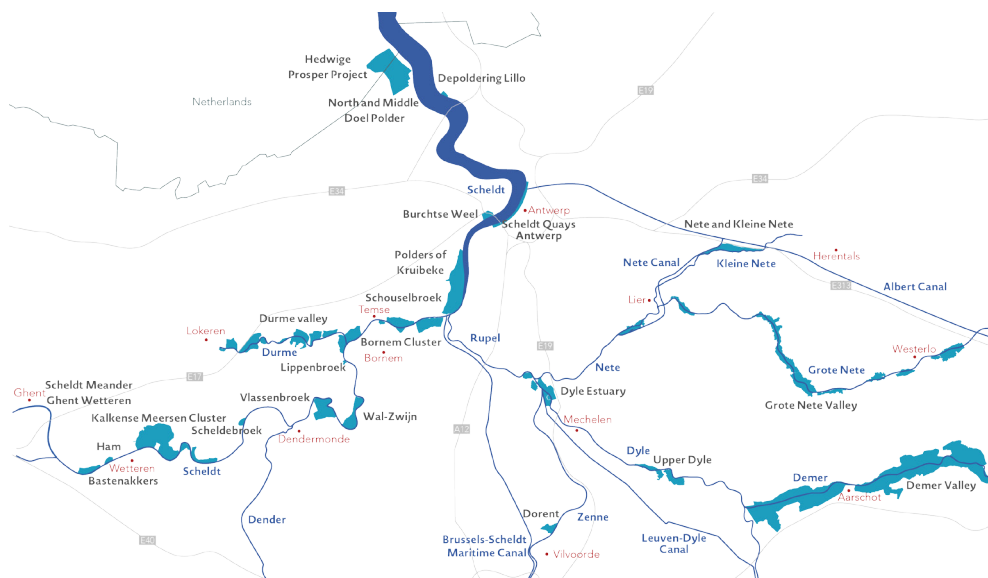 Hedwige
Prosper Project
Depoldering Lillo
E19
Netherlands
North and Middle
Doel Polder
E34
Scheldt
E34
Burchtse Weel
Antwerp
Scheldt Quays
Antwerp
Nete and Kleine Nete
Polders of
Kruibeke
Nete Canal
Kleine Nete
Herentals
Albert Canal
E313
Schouselbroek
Temse
Lier
Durme valley
Lokeren
Durme
Bornem Cluster
Rupel
E19
Bornem
Lippenbroek
Nete
Westerlo
Grote Nete
E17
Ghent
Scheldt Meander
Ghent Wetteren
Vlassenbroek
Wal-Zwijn
Dyle Estuary
Grote Nete Valley
Kalkense Meersen Cluster
Scheldebroek
Mechelen
A12
Dendermonde
Ham
Wetteren
Bastenakkers
Scheldt
Dyle
Upper Dyle
Demer
Aarschot
Demer Valley
Dender
Dorent
Zenne
E40
Brussels-Scheldt
Maritime Canal
Vilvoorde
Leuven-Dyle
Canal